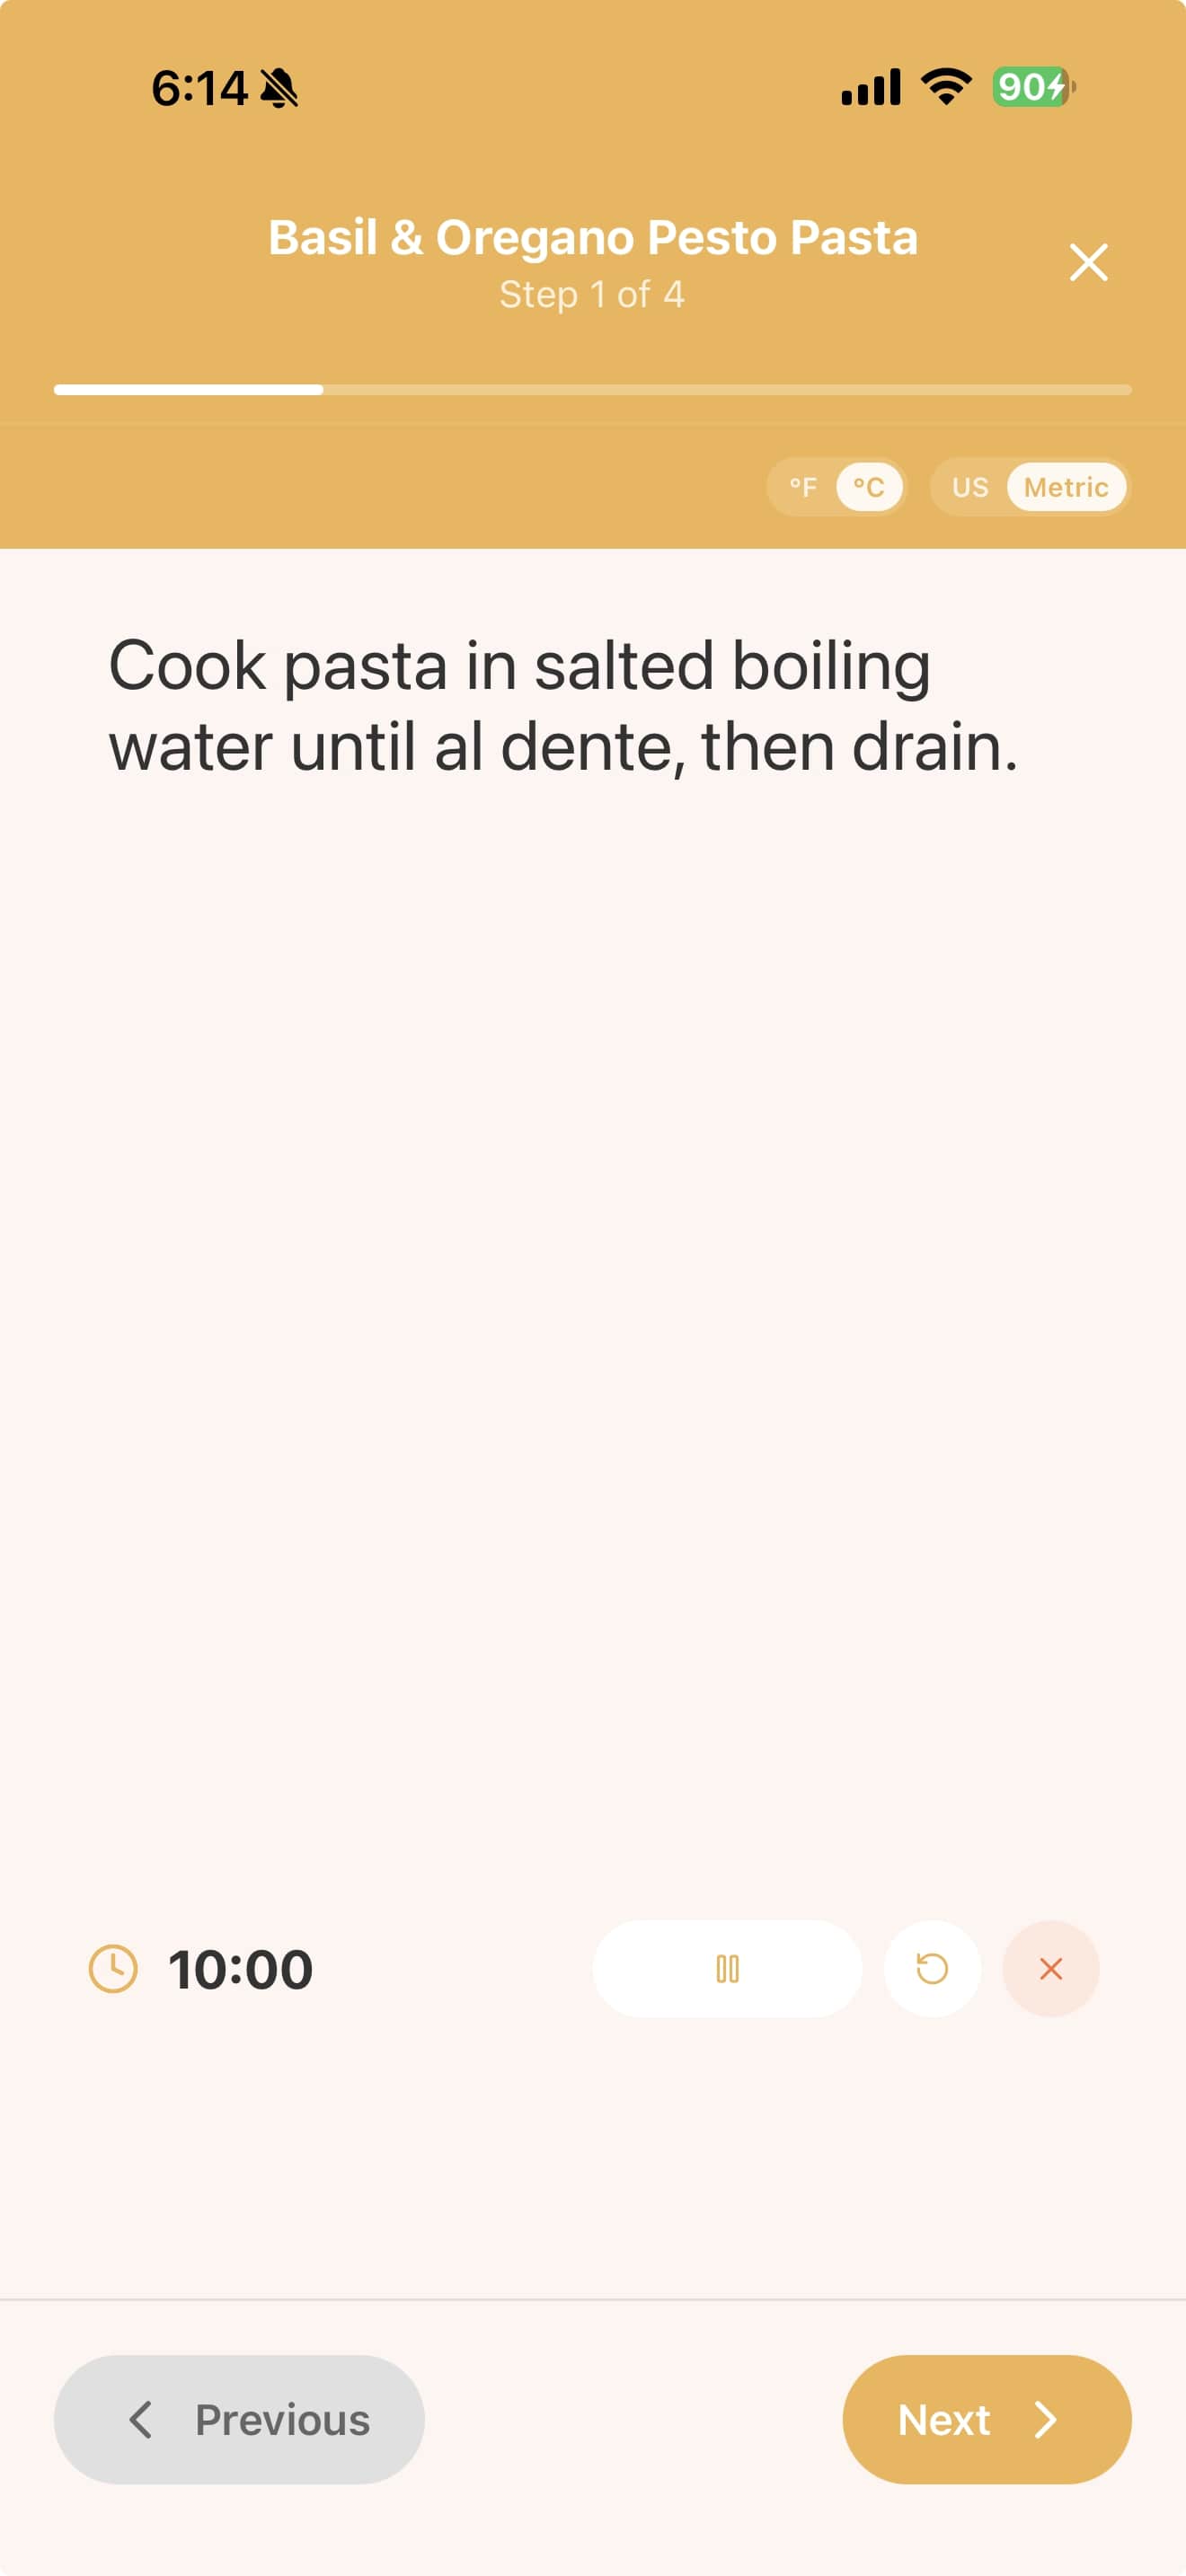 6:14
90
Basil & Oregano Pesto Pasta
Step 1 of 4
°F °C US Metric
Cook pasta in salted boiling
water until al dente, then drain.
10:00
Previous Next